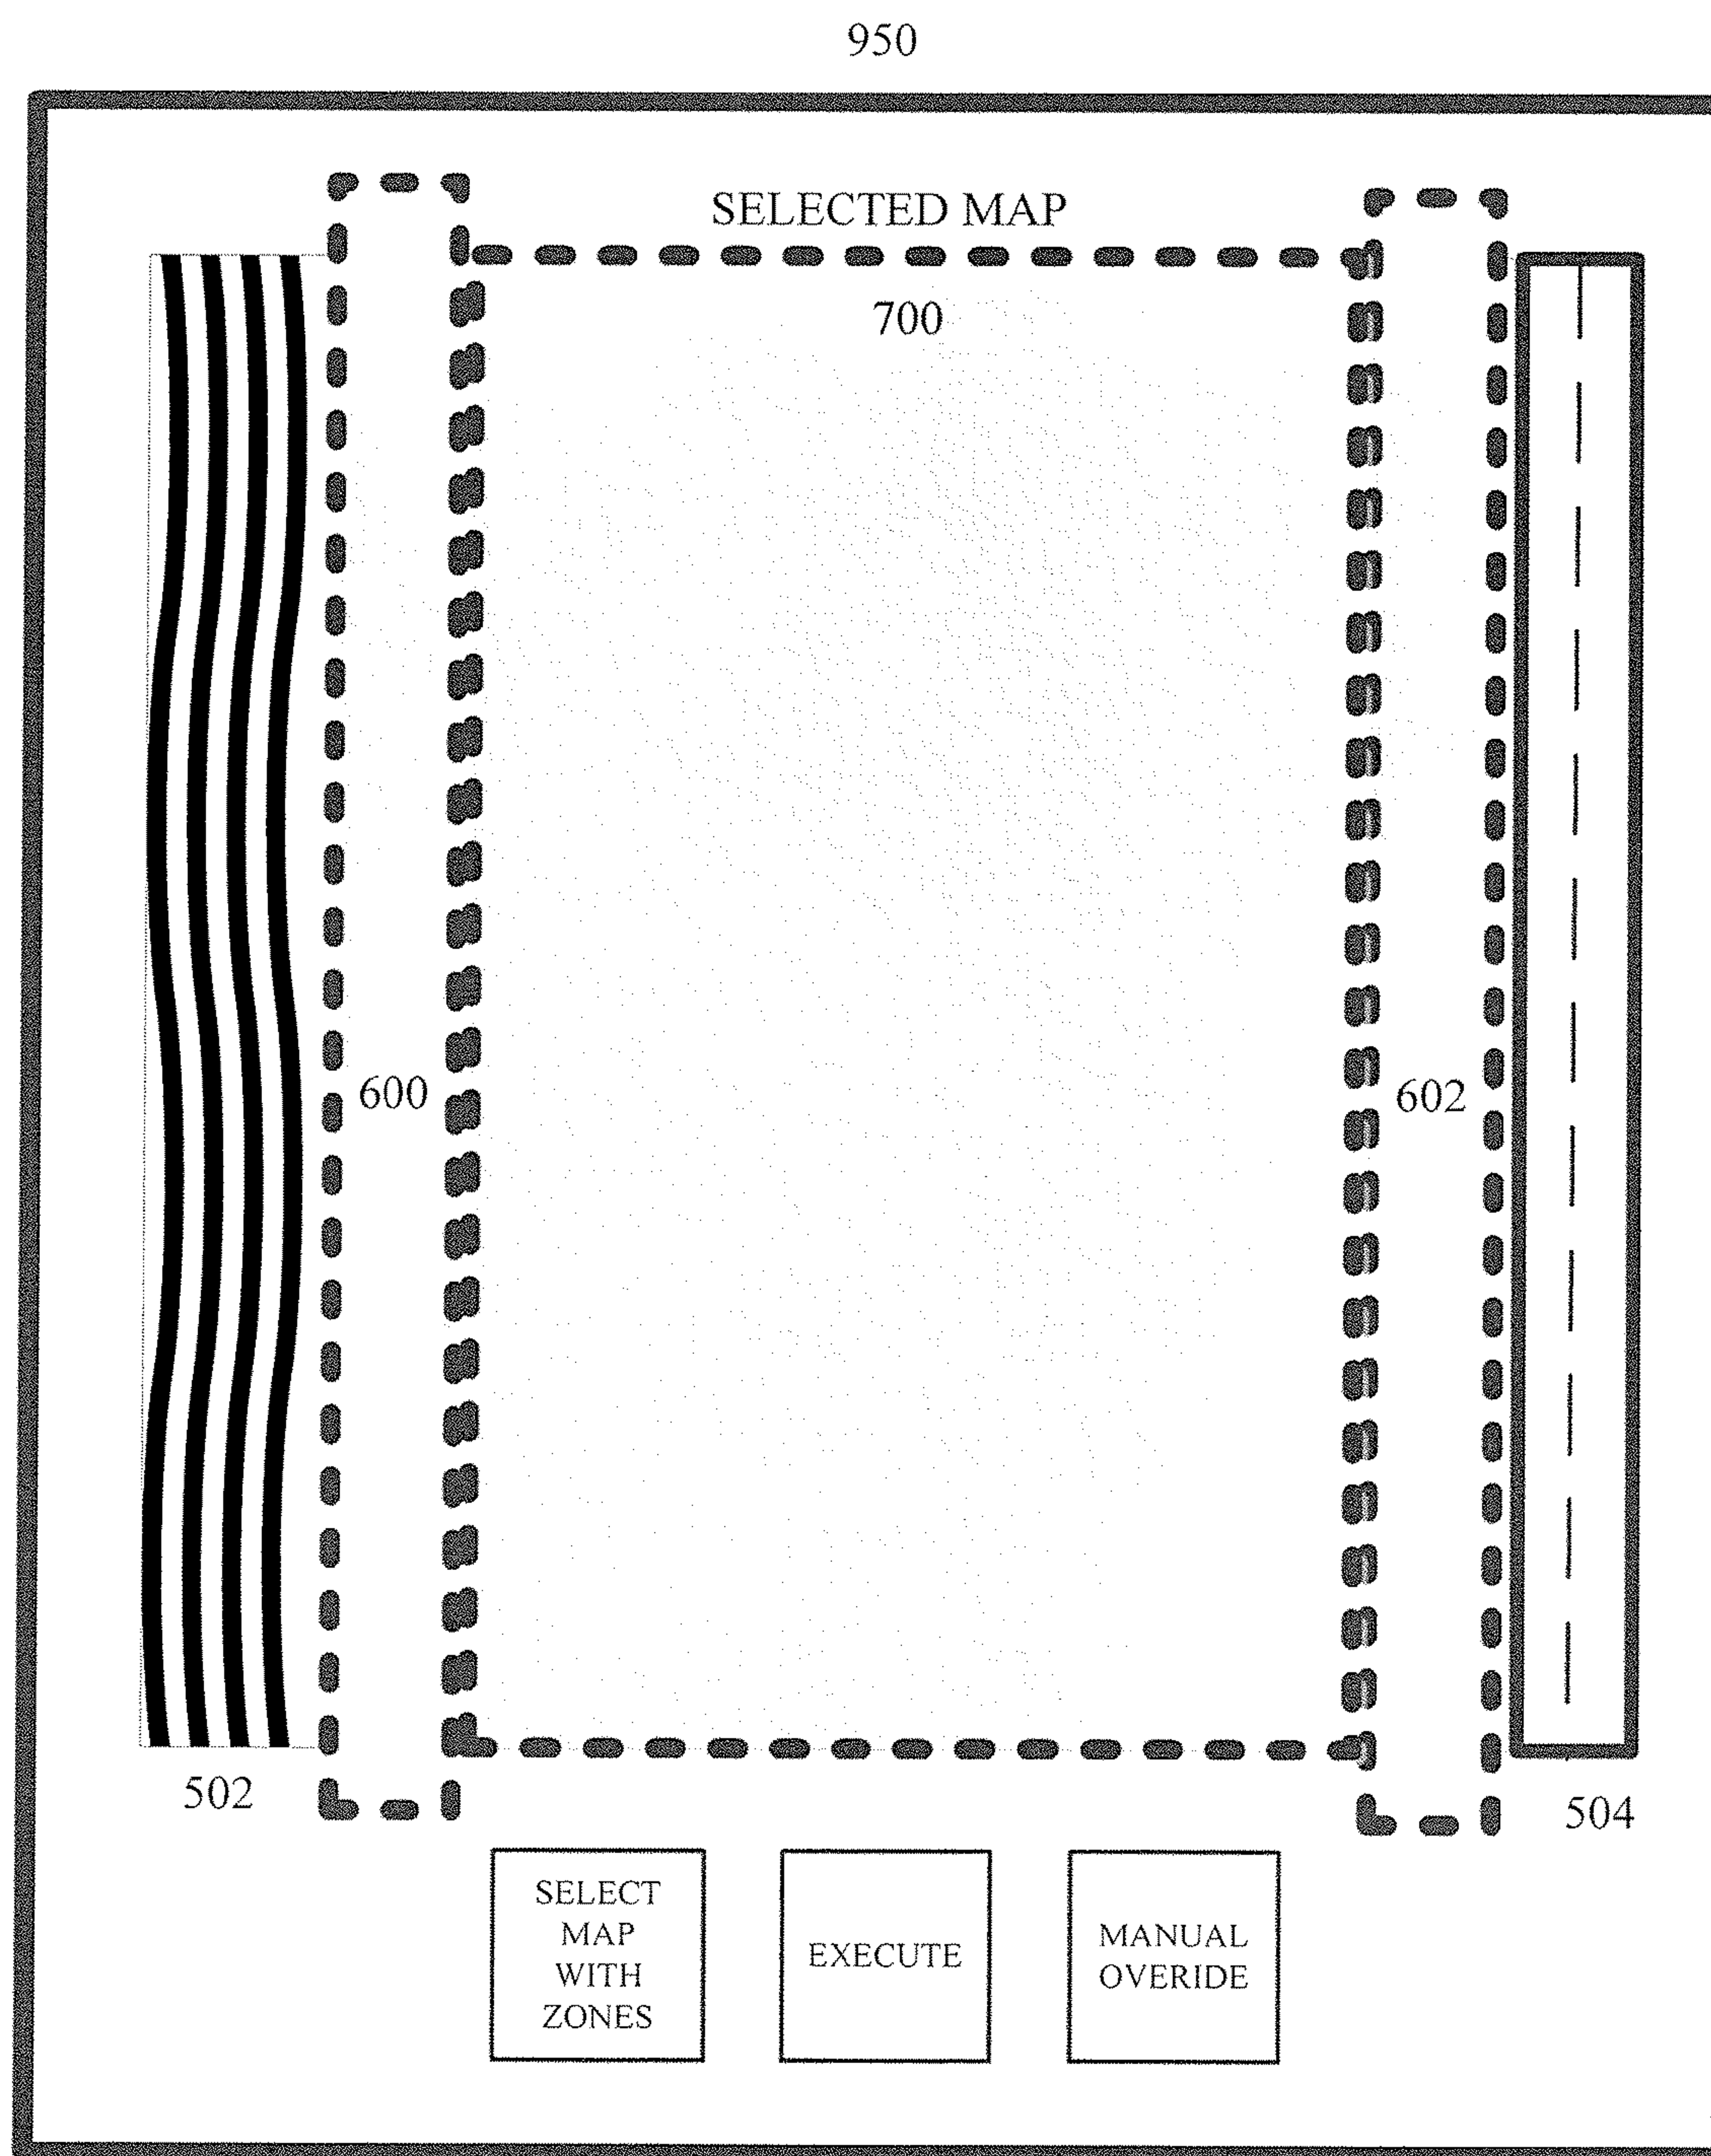 950
SELECTED MAP
700
600
602
502
504
SELECT
MAP
WITH
ZONES
EXECUTE
MANUAL
OVERIDE